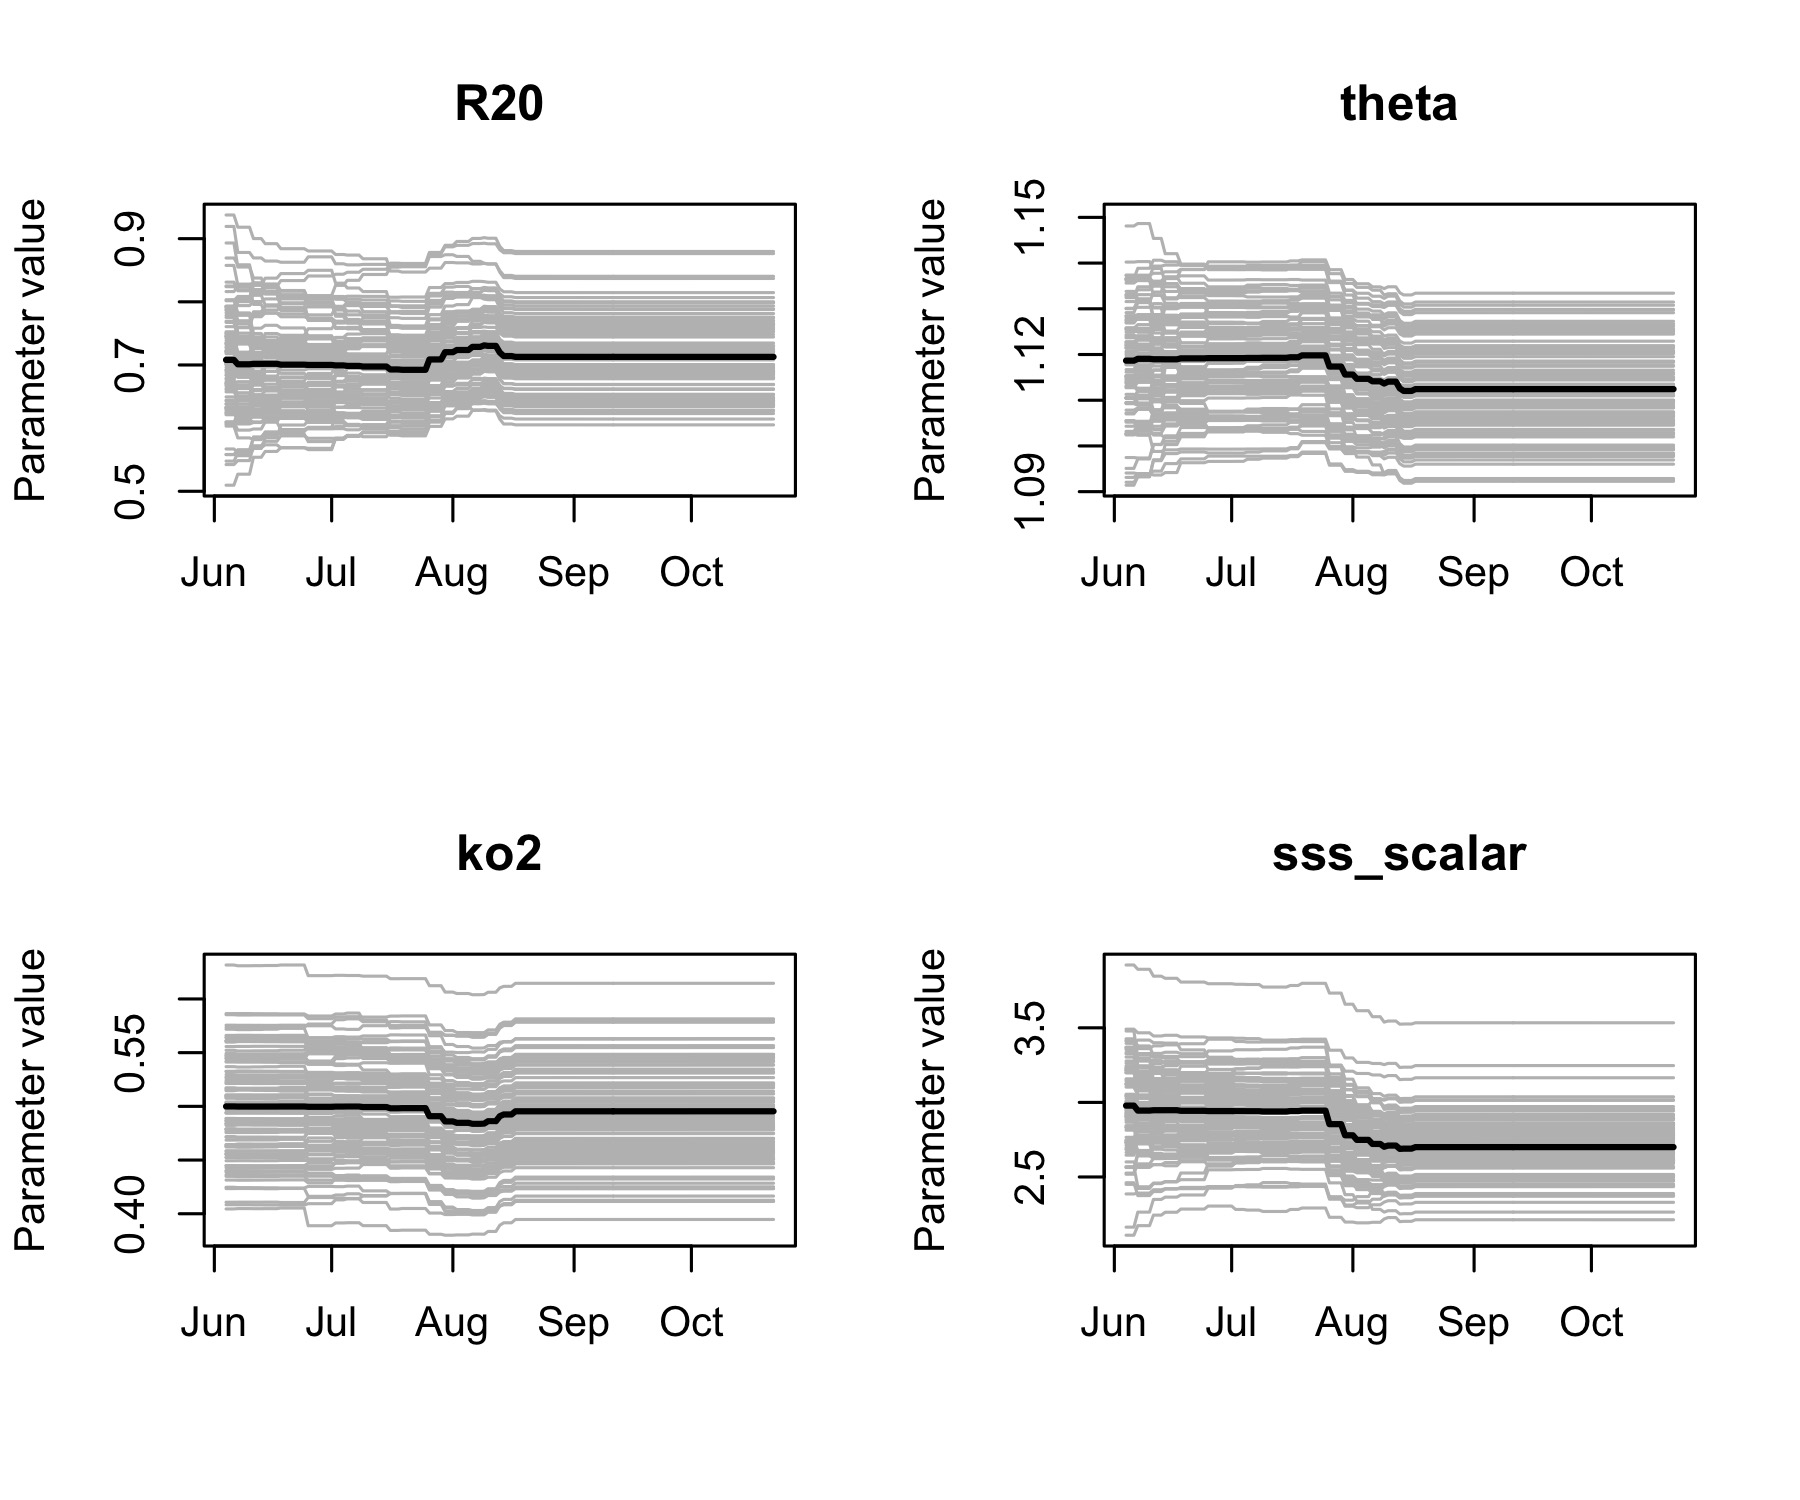 R20
Parameter value
0.9
0.7
0.5
Jun Jul Aug Sep Oct
theta
Parameter value
1.15
1.12
1.09
Jun Jul Aug Sep Oct
ko2
Parameter value
0.55
0.40
Jun Jul Aug Sep Oct
sss_scalar
Parameter value
3.5
2.5
Jun Jul Aug Sep Oct